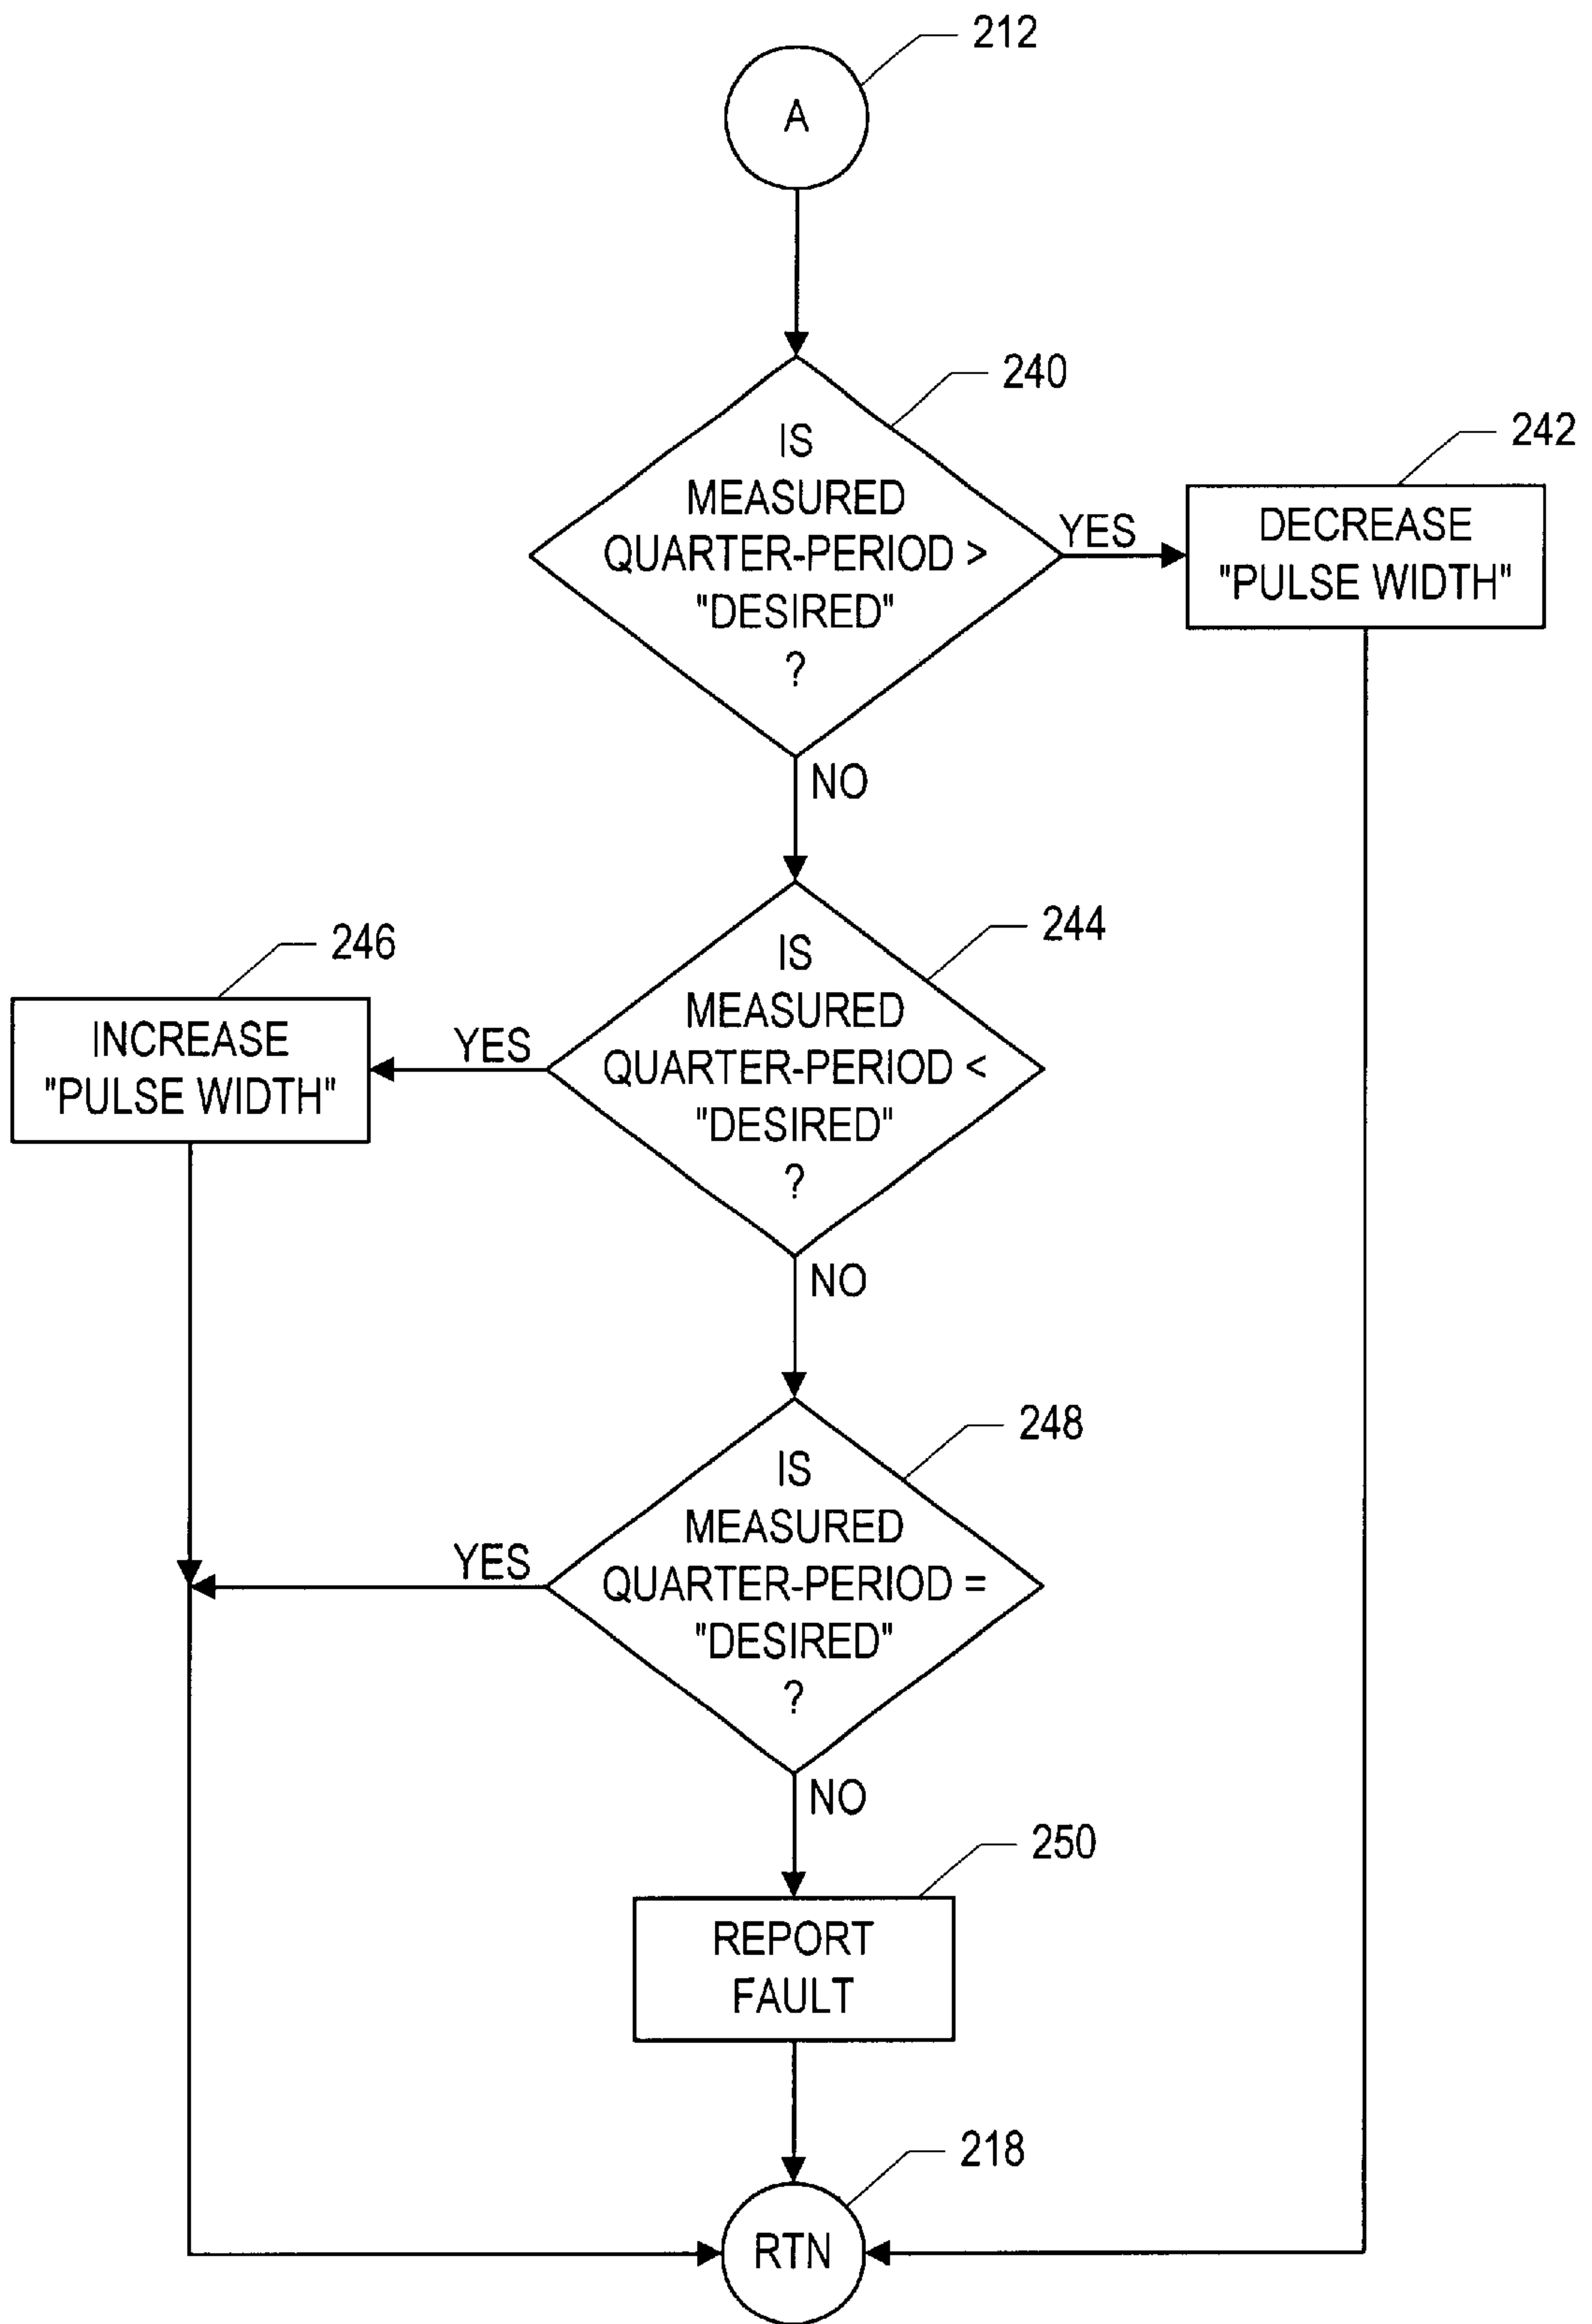 212
A
240
IS
MEASURED
QUARTER-PERIOD >
"DESIRED"
?
YES
242
DECREASE
"PULSE WIDTH"
NO
244
IS
MEASURED
QUARTER-PERIOD <
"DESIRED"
?
YES
246
INCREASE
"PULSE WIDTH"
NO
248
IS
MEASURED
QUARTER-PERIOD =
"DESIRED"
?
YES
NO
250
REPORT
FAULT
218
RTN